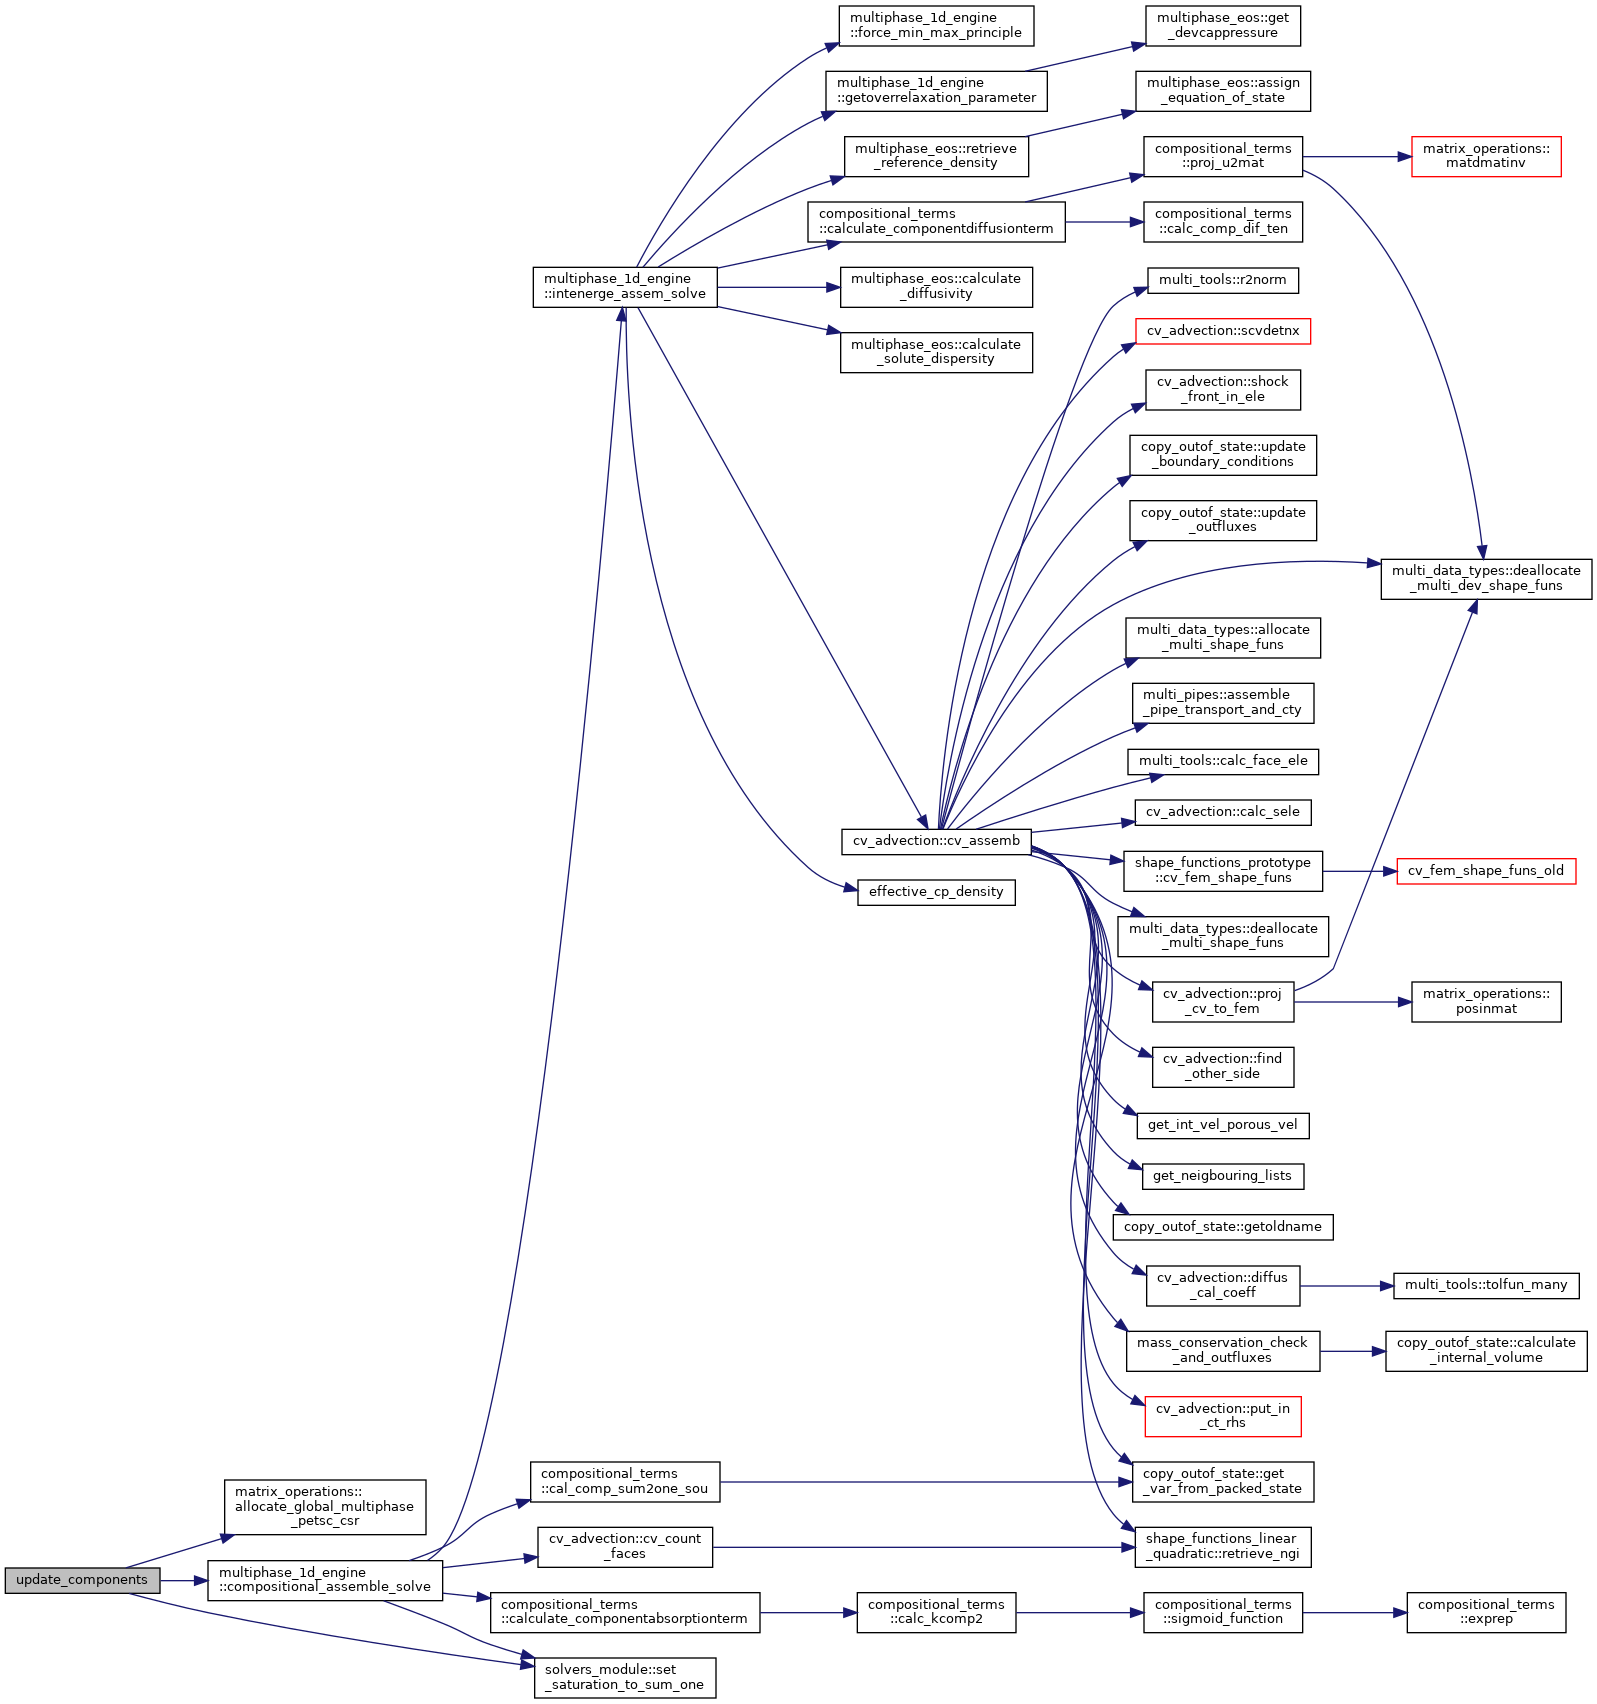 multiphase_1d_engine
::force_min_max_principle
multiphase_eos::get
_devcappressure
multiphase_1d_engine
::getoverrelaxation_parameter
multiphase_eos::assign
_equation_of_state
multiphase_eos::retrieve
_reference_density
compositional_terms
::proj_u2mat
matrix_operations::
matdmatinv
compositional_terms
::calculate_componentdiffusionterm
compositional_terms
::calc_comp_dif_ten
multiphase_1d_engine
::intenerge_assem_solve
multiphase_eos::calculate
_diffusivity
multi_tools::r2norm
multiphase_eos::calculate
_solute_dispersity
cv_advection::scvdetnx
cv_advection::shock
_front_in_ele
copy_outof_state::update
_boundary_conditions
copy_outof_state::update
_outfluxes
multi_data_types::deallocate
_multi_dev_shape_funs
multi_data_types::allocate
_multi_shape_funs
multi_pipes::assemble
_pipe_transport_and_cty
multi_tools::calc_face_ele
cv_advection::calc_sele
cv_advection::cv_assemb
shape_functions_prototype
::cv_fem_shape_funs
cv_fem_shape_funs_old
effective_cp_density
multi_data_types::deallocate
_multi_shape_funs
cv_advection::proj
_cv_to_fem
matrix_operations::
posinmat
cv_advection::find
_other_side
get_int_vel_porous_vel
get_neigbouring_lists
copy_outof_state::getoldname
cv_advection::diffus
_cal_coeff
multi_tools::tolfun_many
mass_conservation_check
_and_outfluxes
copy_outof_state::calculate
_internal_volume
cv_advection::put_in
_ct_rhs
compositional_terms
::cal_comp_sum2one_sou
copy_outof_state::get
_var_from_packed_state
matrix_operations::
allocate_global_multiphase
_petsc_csr
cv_advection::cv_count
_faces
shape_functions_linear
_quadratic::retrieve_ngi
update_components
multiphase_1d_engine
::compositional_assemble_solve
compositional_terms
::calculate_componentabsorptionterm
compositional_terms
::calc_kcomp2
compositional_terms
::sigmoid_function
compositional_terms
::exprep
solvers_module::set
_saturation_to_sum_one